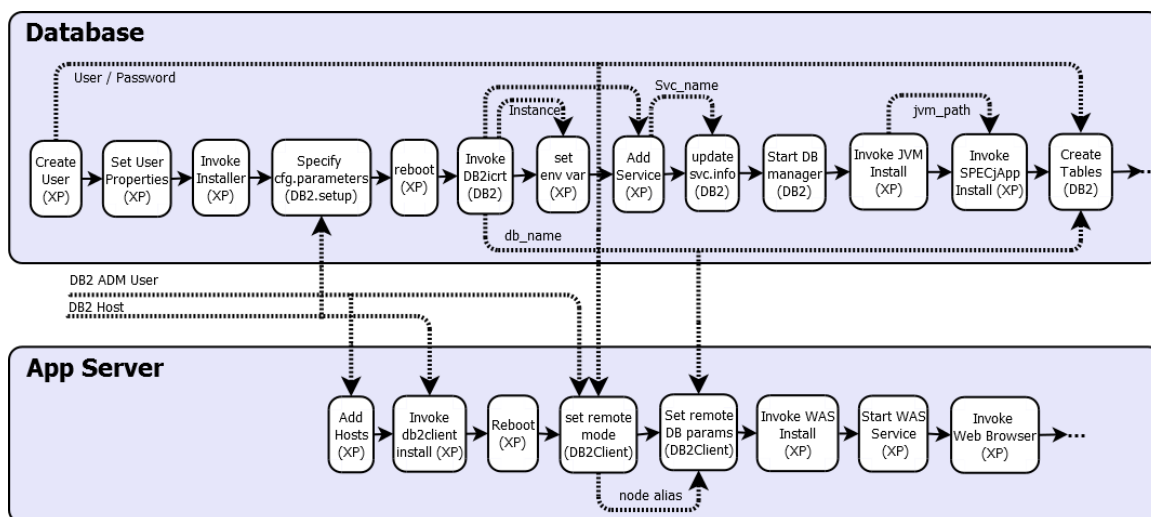 Database
User / Password
Svc_name
Instance
jvm_path
Create
User
(XP)
Set User
Properties
(XP)
Invoke
Installer
(XP)
Specify
cfg.parameters
(DB2.setup)
reboot
(XP)
Invoke
DB2icrt
(DB2)
set
env var
(XP)
Add
Service
(XP)
update
svc.info
(DB2)
Start DB
manager
(DB2)
Invoke JVM
Install
(XP)
Invoke
SPECjApp
Install (XP)
Create
Tables
(DB2)
...
db_name
DB2 ADM User
DB2 Host
App Server
Add
Hosts
(XP)
Invoke
db2client
install (XP)
Reboot
(XP)
set remote
mode
(DB2Client)
Set remote
DB params
(DB2Client)
Invoke WAS
Install
(XP)
Start WAS
Service
(XP)
Invoke
Web Browser
(XP)
...
node alias